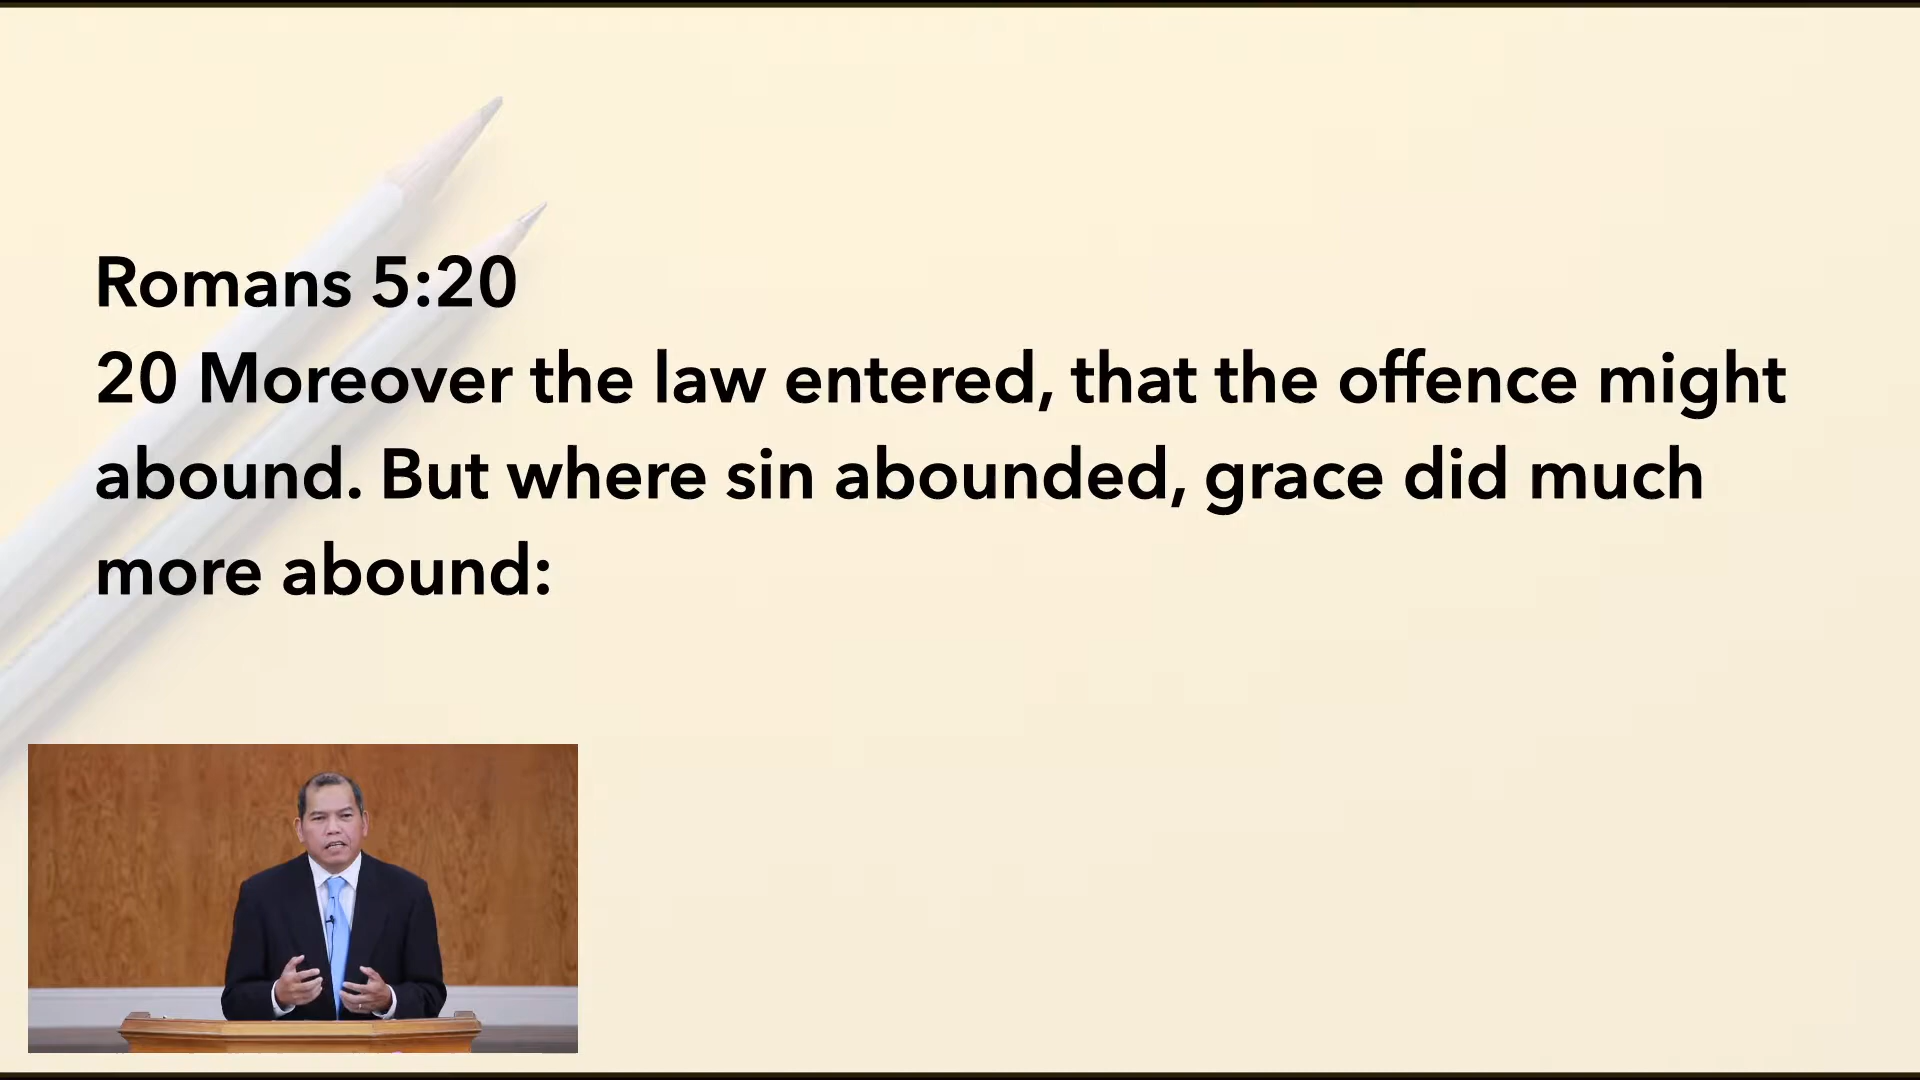 Romans 5:20
20 Moreover the law entered, that the offence might
abound. But where sin abounded, grace did much
more abound: